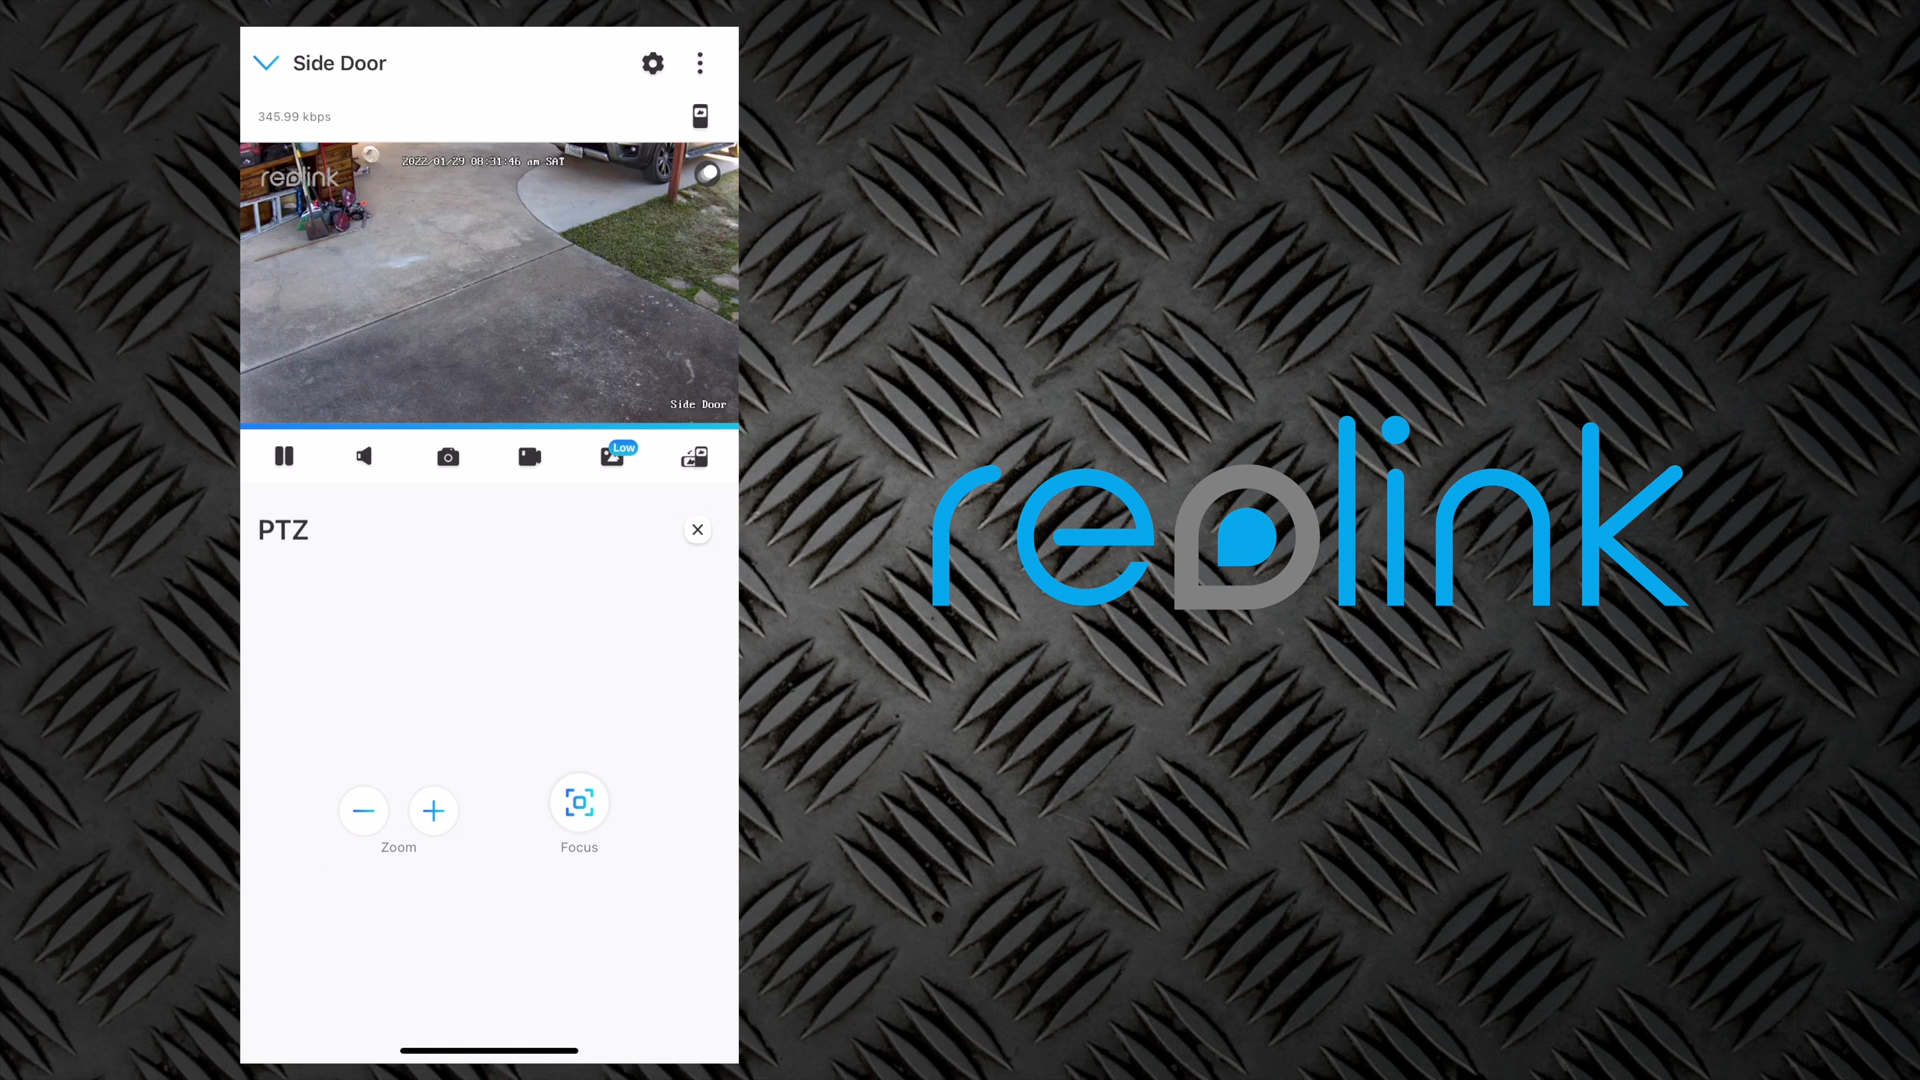 Side Door
345.99 kbps
2022/01/29 08:31:46 am SAT
reolink
Side Door
Low
PTZ
Zoom
Focus
reolink